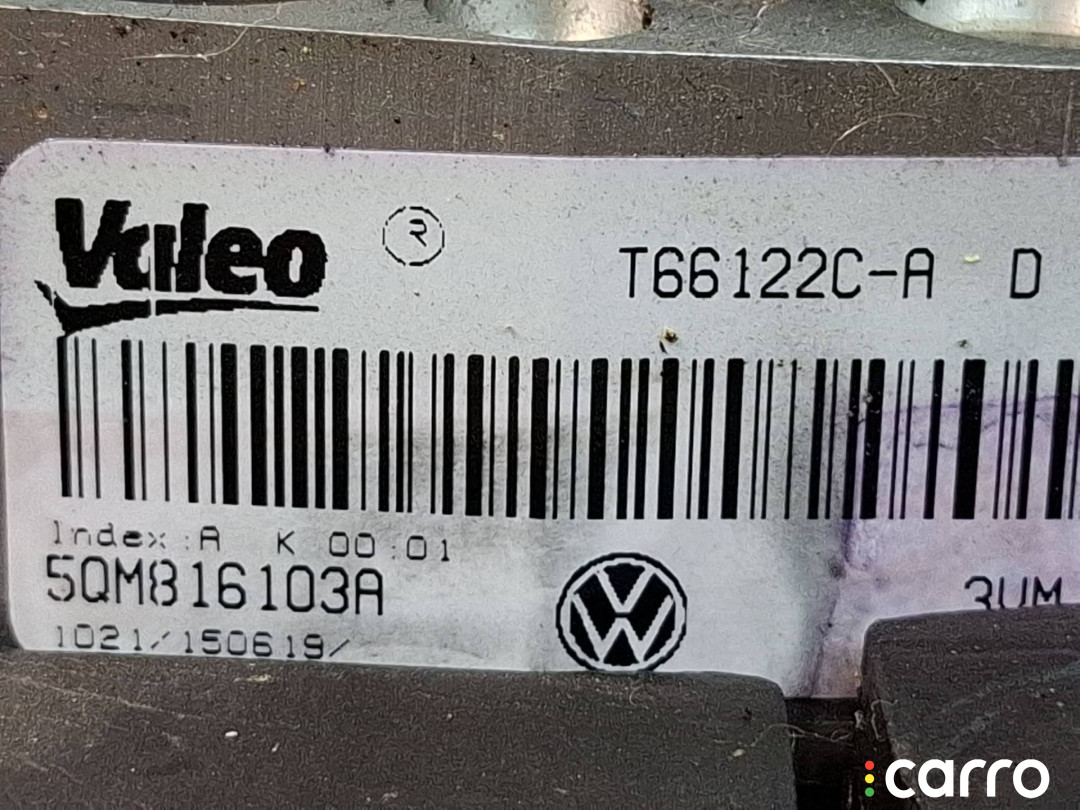 Valeo ®
T66122C-A D
Index:A K 00:01
5QM816103A
1021/150619/
3UM
carro